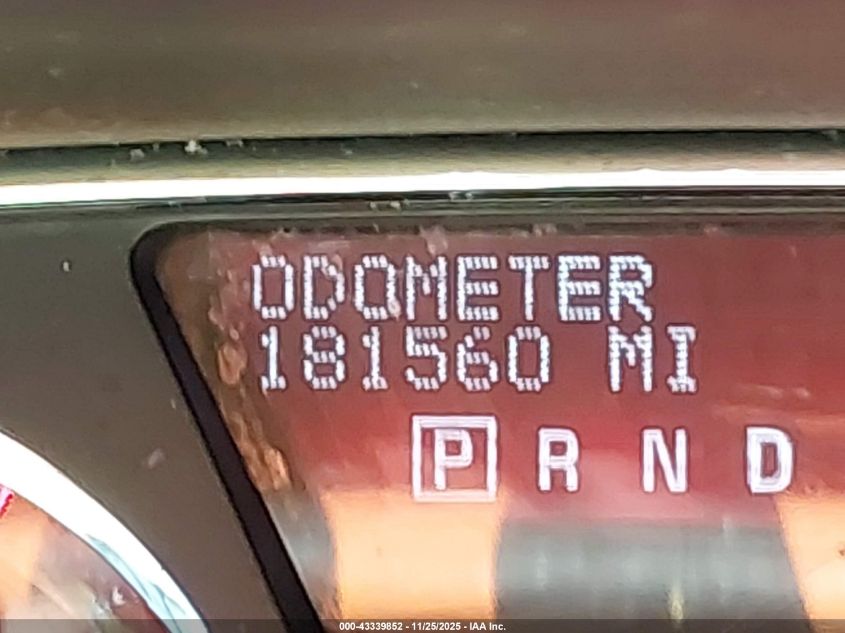 ODOMETER
181560 MI
P R N D
000-43339852 - 11/25/2025 - IAA Inc.